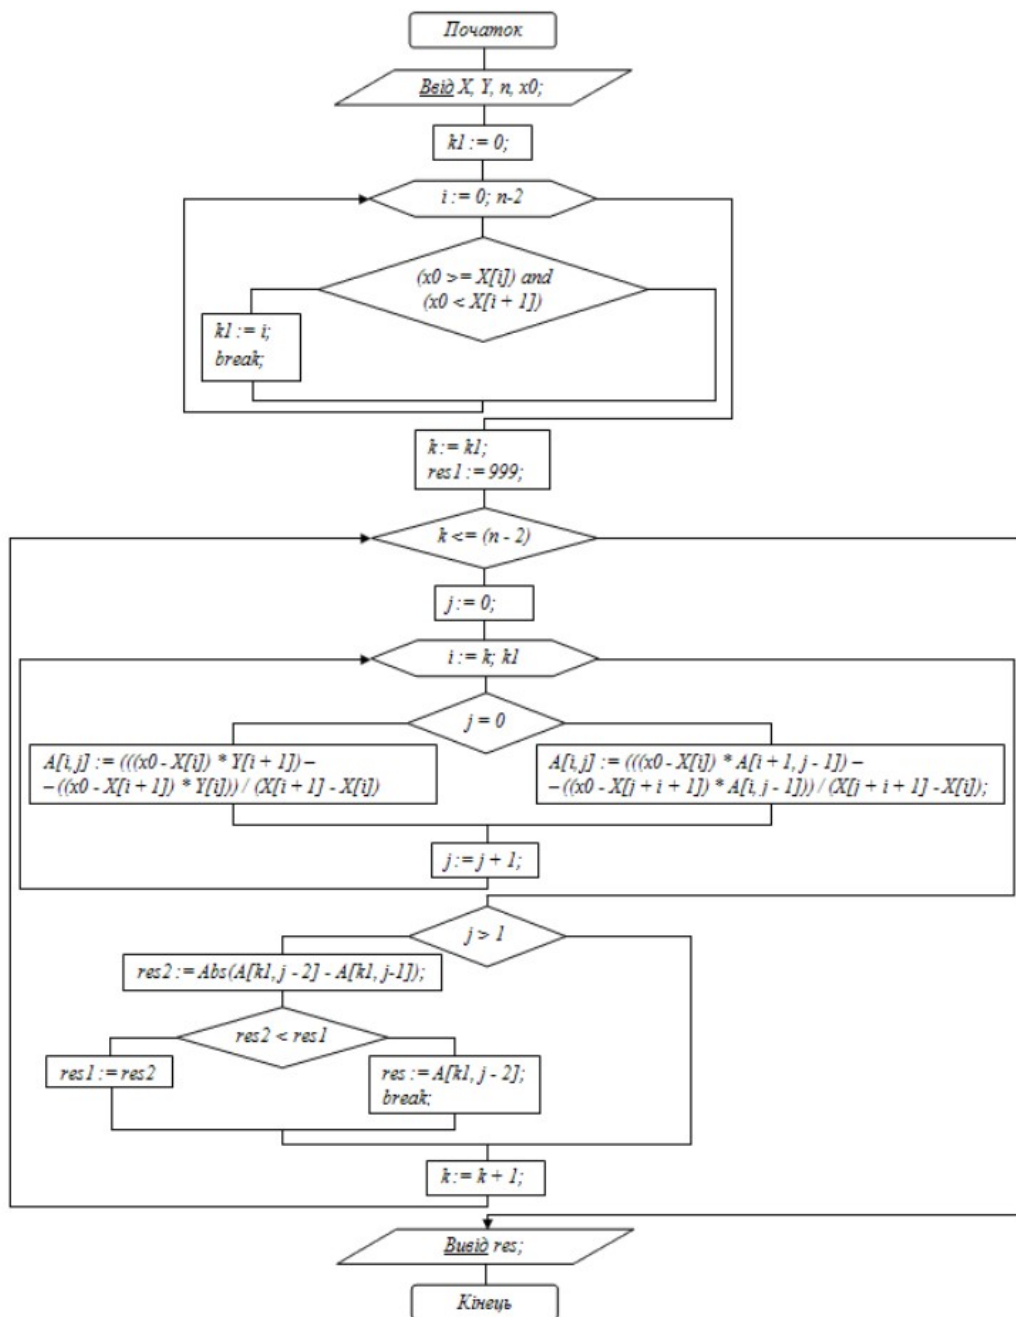 Початок
Ввід X, Y, n, x0;
k1 := 0;
i := 0; n-2
(x0 >= X[i]) and
(x0 < X[i + 1])
k1 := i;
break;
k := k1;
res1 := 999;
k <= (n - 2)
j := 0;
i := k; k1
j = 0
A[i, j] := (((x0 - X[i]) * Y[i + 1]) –
– ((x0 - X[i + 1]) * Y[i])) / (X[i + 1] - X[i])
A[i, j] := (((x0 - X[i]) * A[i + 1, j - 1]) –
– ((x0 - X[j + i + 1]) * A[i, j - 1])) / (X[j + i + 1] - X[i]);
j := j + 1;
j > 1
res2 := Abs(A[k1, j - 2] - A[k1, j-1]);
res2 < res1
res1 := res2
res := A[k1, j - 2];
break;
k := k + 1;
Вивід res;
Кінець